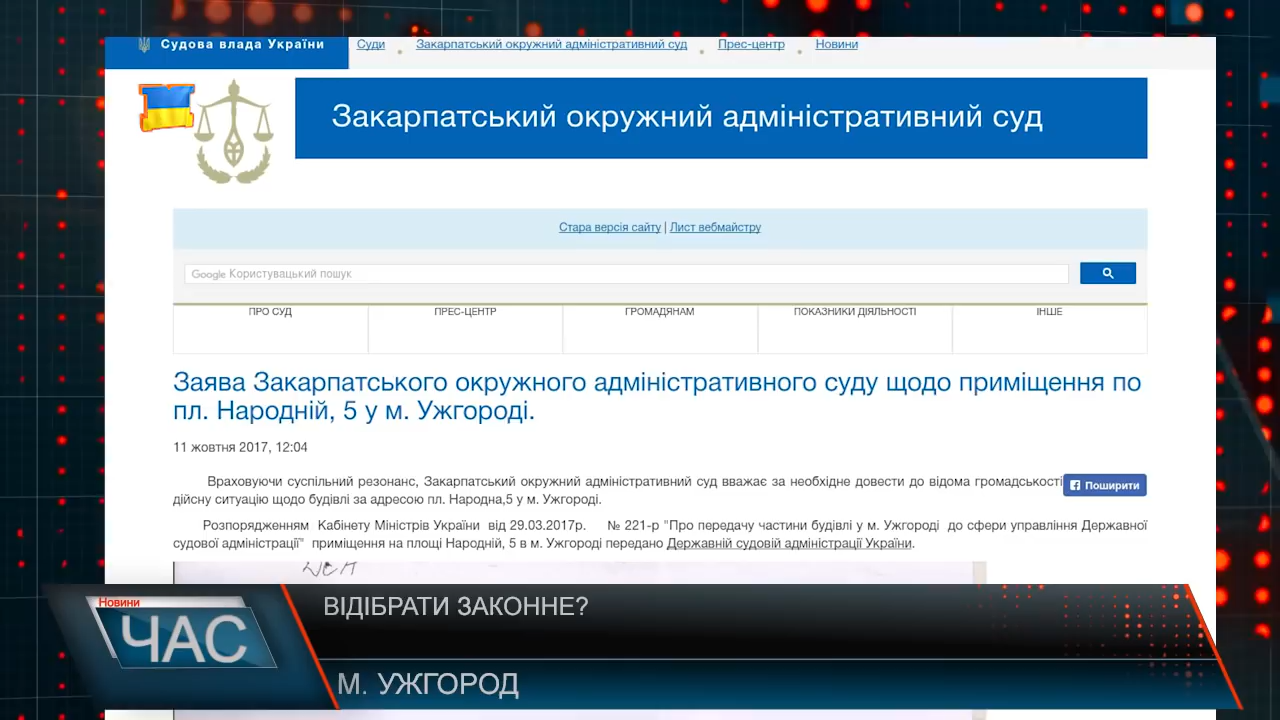 Судова влада України
Суди
Закарпатський окружний адміністративний суд
Прес-центр
Новини
Закарпатський окружний адміністративний суд
Стара версія сайту | Лист вебмайстру
Google Користувацький пошук
ПРО СУД
ПРЕС-ЦЕНТР
ГРОМАДЯНАМ
ПОКАЗНИКИ ДІЯЛЬНОСТІ
ІНШЕ
Заява Закарпатського окружного адміністративного суду щодо приміщення по
пл. Народній, 5 у м. Ужгороді.
11 жовтня 2017, 12:04
Враховуючи суспільний резонанс, Закарпатський окружний адміністративний суд вважає за необхідне довести до відома громадськості
Поширити
дійсну ситуацію щодо будівлі за адресою пл. Народна,5 у м. Ужгороді.
Розпорядженням Кабінету Міністрів України від 29.03.2017р. № 221-р "Про передачу частини будівлі у м. Ужгороді до сфери управління Державної
судової адміністрації" приміщення на площі Народній, 5 в м. Ужгороді передано Державній судовій адміністрації України.
Новини
ЧАС
ВІДІБРАТИ ЗАКОННЕ?
М. УЖГОРОД